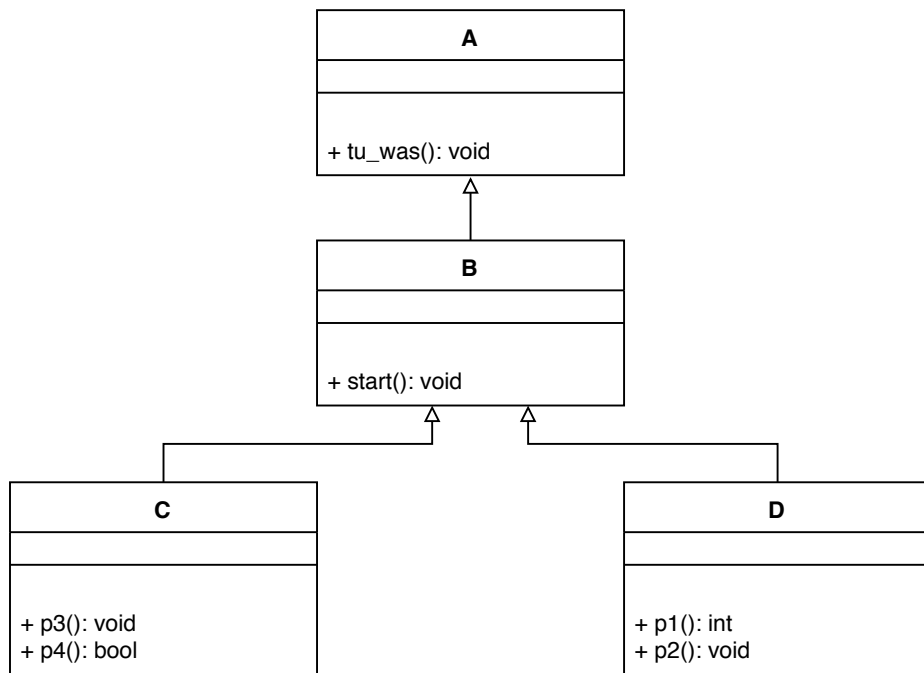 A
+ tu_was(): void
B
+ start(): void
C
+ p3(): void
+ p4(): bool
D
+ p1(): int
+ p2(): void